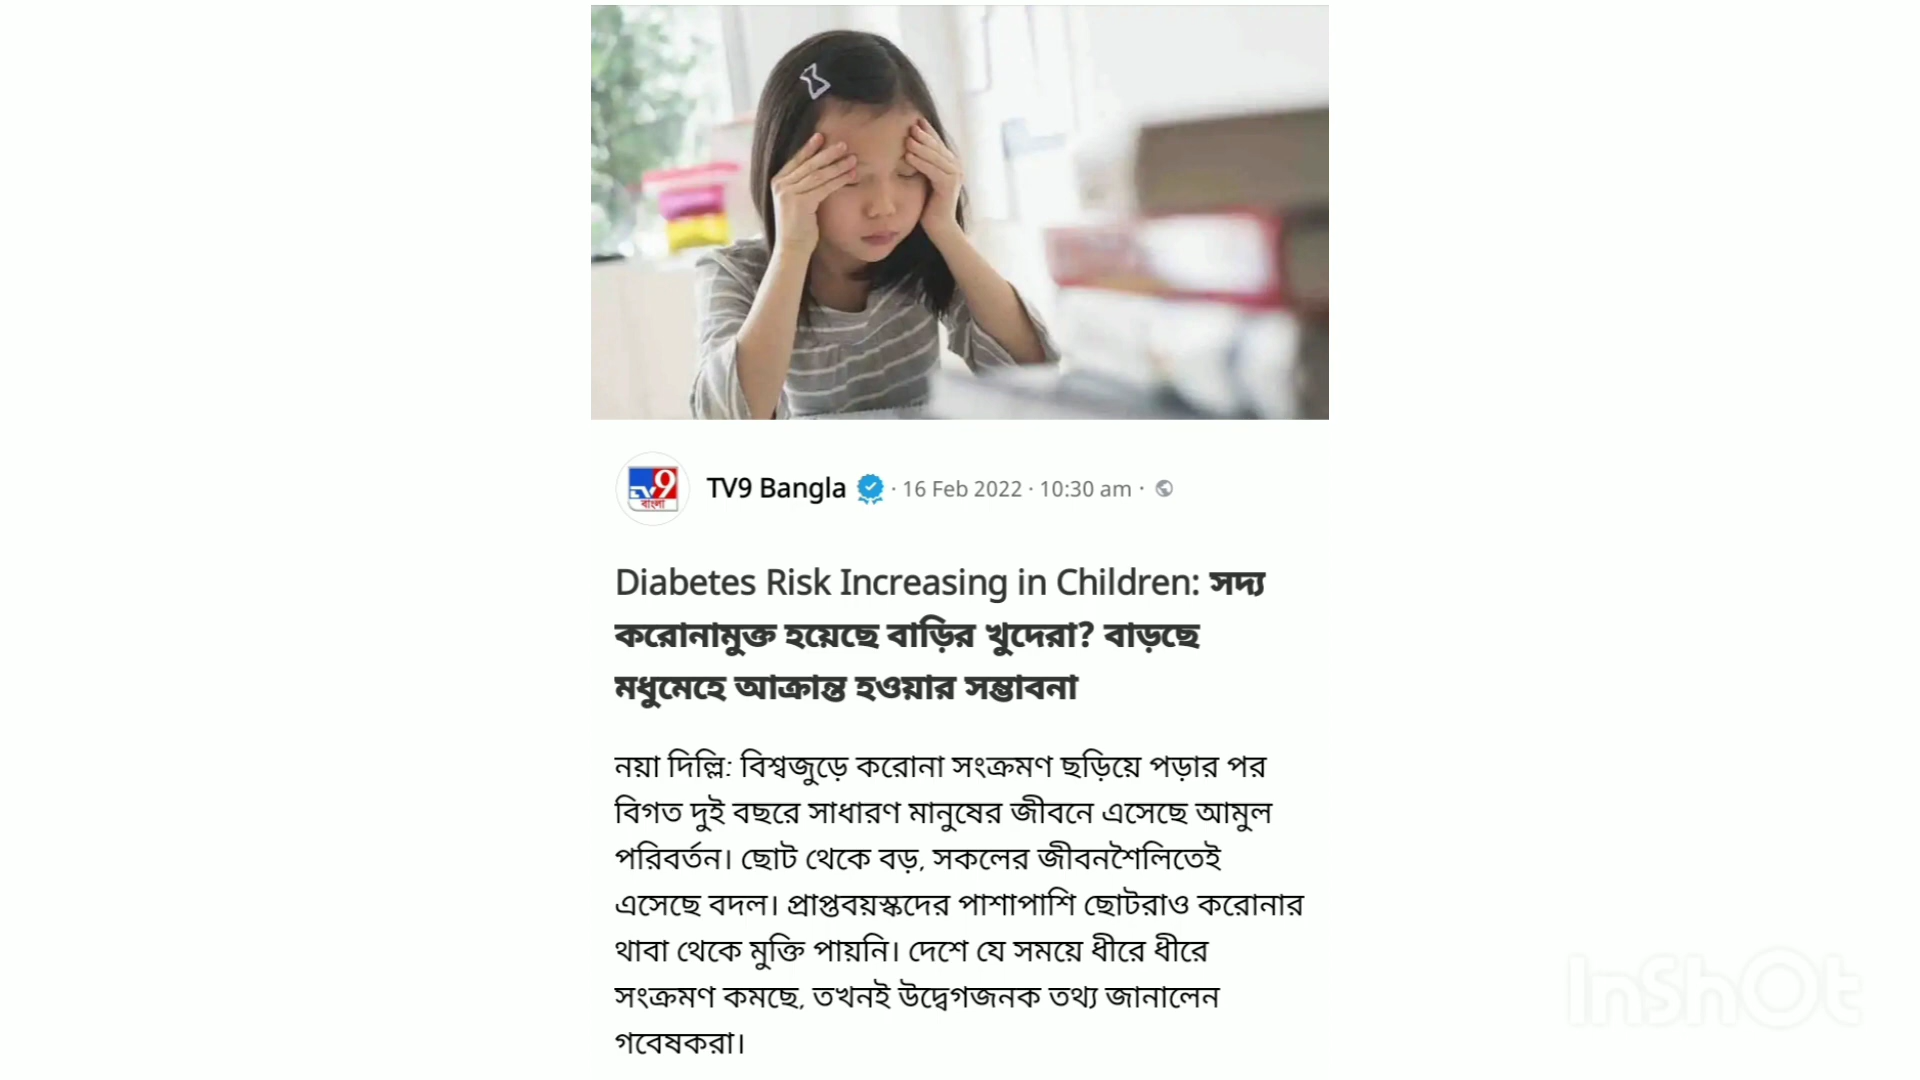 TV9 বাংলা
TV9 Bangla · 16 Feb 2022 · 10:30 am ·
Diabetes Risk Increasing in Children: সদ্য
করোনামুক্ত হয়েছে বাড়ির খুদেরা? বাড়ছে
মধুমেহে আক্রান্ত হওয়ার সম্ভাবনা
নয়া দিল্লি: বিশ্বজুড়ে করোনা সংক্রমণ ছড়িয়ে পড়ার পর
বিগত দুই বছরে সাধারণ মানুষের জীবনে এসেছে আমুল
পরিবর্তন। ছোট থেকে বড়, সকলের জীবনশৈলিতেই
এসেছে বদল। প্রাপ্তবয়স্কদের পাশাপাশি ছোটরাও করোনার
থাবা থেকে মুক্তি পায়নি। দেশে যে সময়ে ধীরে ধীরে
সংক্রমণ কমছে, তখনই উদ্বেগজনক তথ্য জানালেন
গবেষকরা।
InShOt